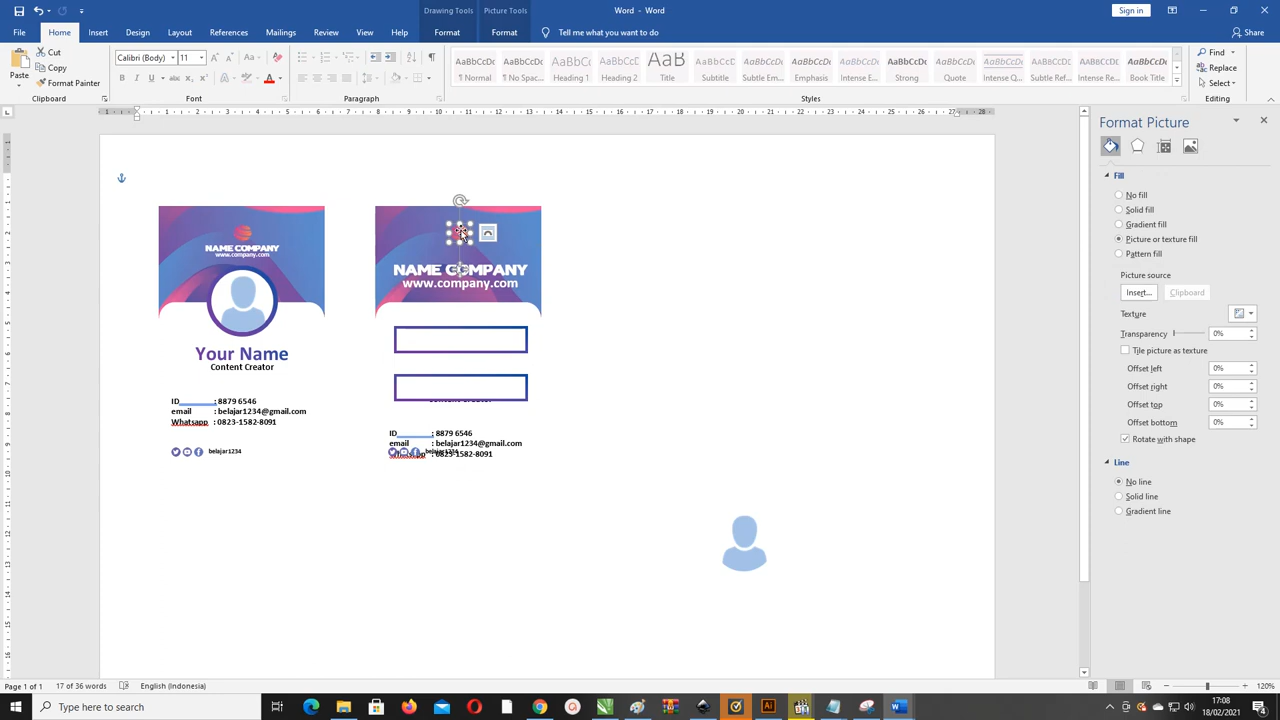 Drawing Tools
Picture Tools
Word - Word
Sign in
File
Home
Insert
Design
Layout
References
Mailings
Review
View
Help
Format
Format
Tell me what you want to do
Share
Paste
Cut
Copy
Format Painter
Clipboard
Calibri (Body)
11
Font
Paragraph
AaBbCcDc
¶ Normal
AaBbCcDc
¶ No Spac...
AaBbCc
Heading 1
AaBbCcD
Heading 2
AaB
Title
AaBbCcD
Subtitle
AaBbCcDc
Subtle Em...
AaBbCcDc
Emphasis
AaBbCcDc
Intense E...
AaBbCcDc
Strong
AaBbCcDc
Quote
AaBbCcDc
Intense Q...
AaBbCcDc
Subtle Ref...
AaBbCcDc
Intense Re...
AaBbCcDc
Book Title
Styles
Find
Replace
Select
Editing
NAME COMPANY
www.company.com
Your Name
Content Creator
ID : 8879 6546
email : belajar1234@gmail.com
Whatsapp : 0823-1582-8091
belajar1234
NAME COMPANY
www.company.com
ID : 8879 6546
email : belajar1234@gmail.com
: 0823-1582-8091
Format Picture
Fill
No fill
Solid fill
Gradient fill
Picture or texture fill
Pattern fill
Picture source
Insert...
Clipboard
Texture
Transparency 0%
Tile picture as texture
Offset left 0%
Offset right 0%
Offset top 0%
Offset bottom 0%
Rotate with shape
Line
No line
Solid line
Gradient line
Page 1 of 1
17 of 36 words
English (Indonesia)
120%
Type here to search
17:08
18/02/2021